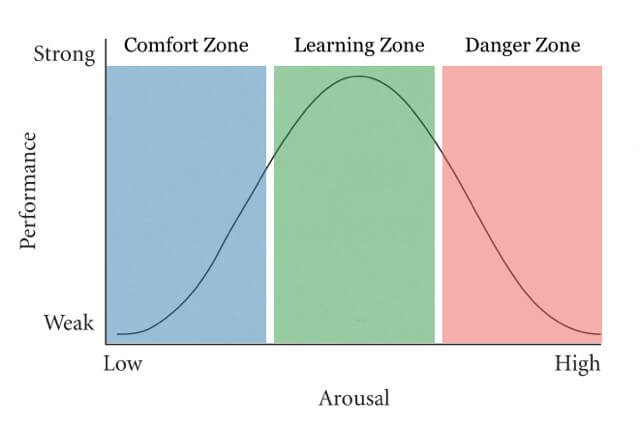 Comfort Zone
Learning Zone
Danger Zone
Strong
Performance
Weak
Low
High
Arousal